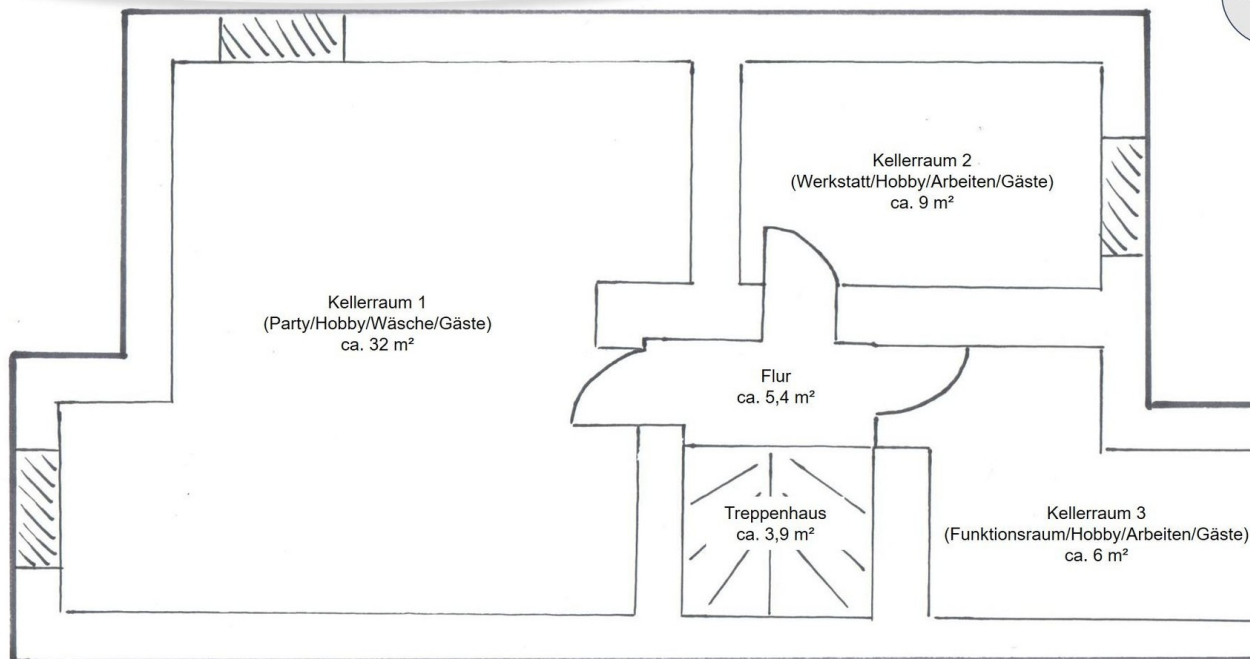 Kellerraum 2
(Werkstatt/Hobby/Arbeiten/Gäste)
ca. 9 m²
Kellerraum 1
(Party/Hobby/Wäsche/Gäste)
ca. 32 m²
Flur
ca. 5,4 m²
Treppenhaus
ca. 3,9 m²
Kellerraum 3
(Funktionsraum/Hobby/Arbeiten/Gäste)
ca. 6 m²